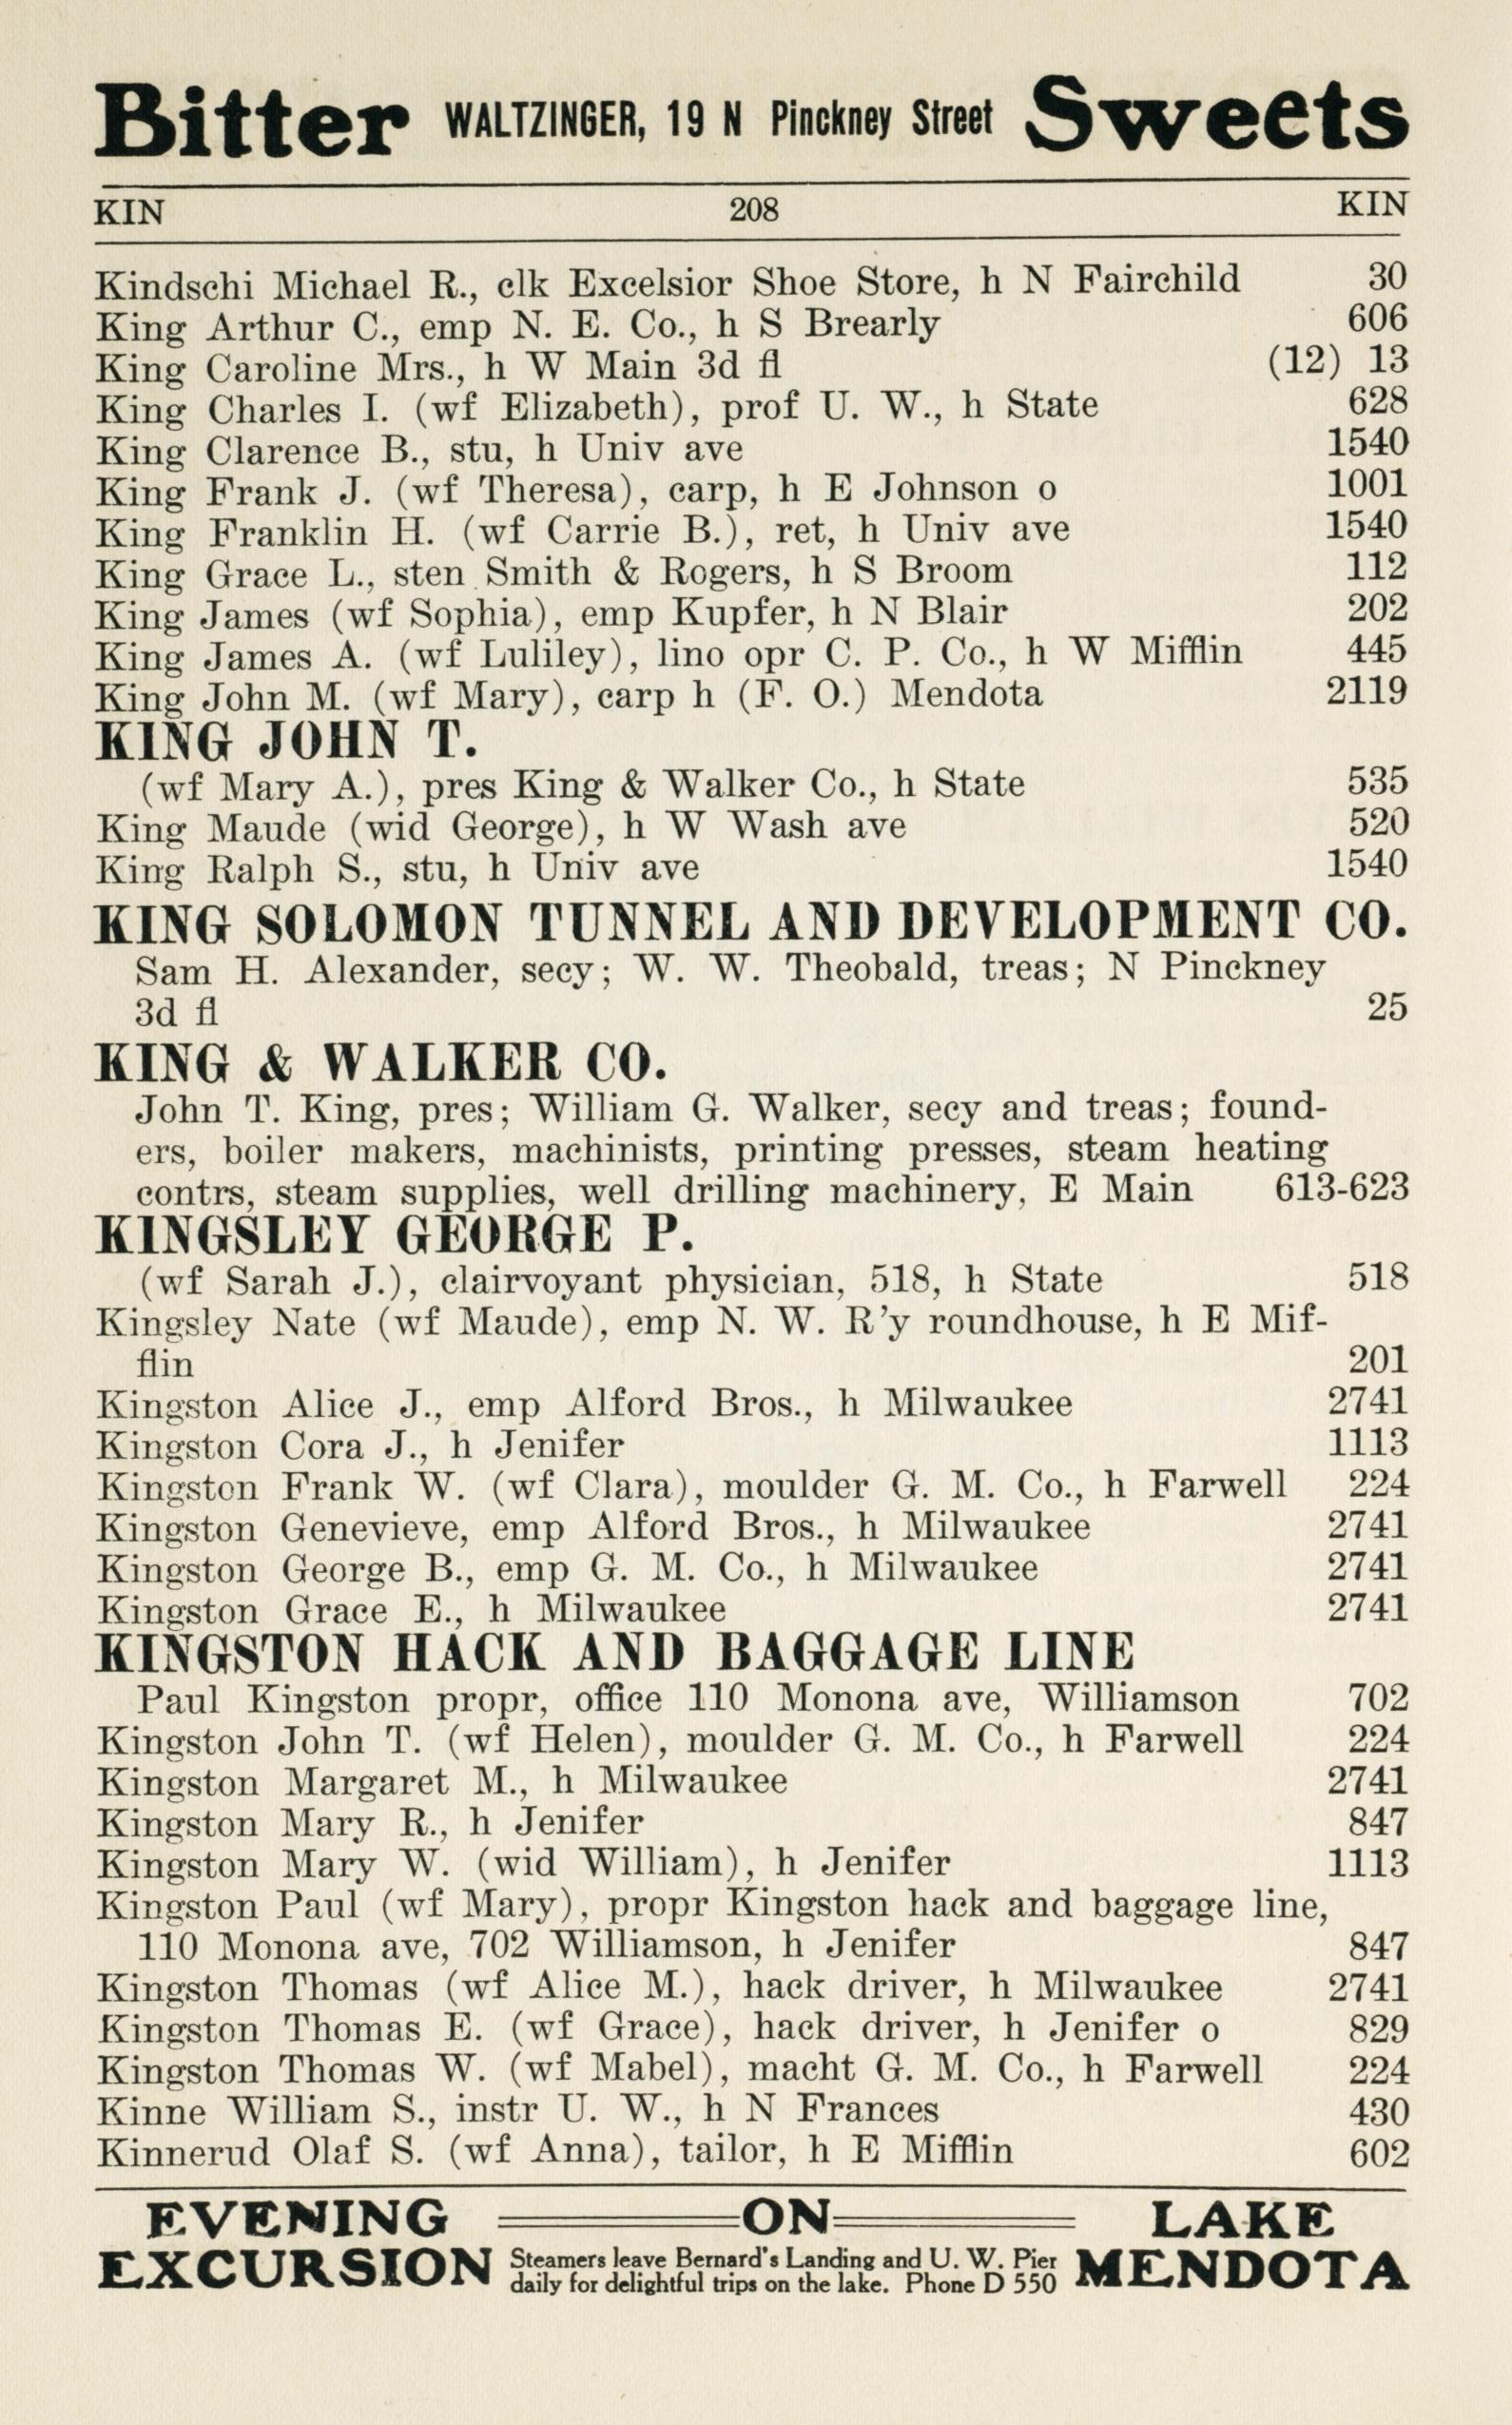 Bitter WALTZINGER, 19 N Pinckney Street Sweets
KIN 208 KIN
Kindschi Michael R., clk Excelsior Shoe Store, h N Fairchild 30
King Arthur C., emp N. E. Co., h S Brearly 606
King Caroline Mrs., h W Main 3d fl (12) 13
King Charles I. (wf Elizabeth), prof U. W., h State 628
King Clarence B., stu, h Univ ave 1540
King Frank J. (wf Theresa), carp, h E Johnson o 1001
King Franklin H. (wf Carrie B.), ret, h Univ ave 1540
King Grace L., sten Smith & Rogers, h S Broom 112
King James (wf Sophia), emp Kupfer, h N Blair 202
King James A. (wf Luliley), lino opr C. P. Co., h W Mifflin 445
King John M. (wf Mary), carp h (F. O.) Mendota 2119
KING JOHN T.
(wf Mary A.), pres King & Walker Co., h State 535
King Maude (wid George), h W Wash ave 520
King Ralph S., stu, h Univ ave 1540
KING SOLOMON TUNNEL AND DEVELOPMENT CO.
Sam H. Alexander, secy; W. W. Theobald, treas; N Pinckney
3d fl 25
KING & WALKER CO.
John T. King, pres; William G. Walker, secy and treas; found-
ers, boiler makers, machinists, printing presses, steam heating
contrs, steam supplies, well drilling machinery, E Main 613-623
KINGSLEY GEORGE P.
(wf Sarah J.), clairvoyant physician, 518, h State 518
Kingsley Nate (wf Maude), emp N. W. R'y roundhouse, h E Mif-
flin 201
Kingston Alice J., emp Alford Bros., h Milwaukee 2741
Kingston Cora J., h Jenifer 1113
Kingston Frank W. (wf Clara), moulder G. M. Co., h Farwell 224
Kingston Genevieve, emp Alford Bros., h Milwaukee 2741
Kingston George B., emp G. M. Co., h Milwaukee 2741
Kingston Grace E., h Milwaukee 2741
KINGSTON HACK AND BAGGAGE LINE
Paul Kingston propr, office 110 Monona ave, Williamson 702
Kingston John T. (wf Helen), moulder G. M. Co., h Farwell 224
Kingston Margaret M., h Milwaukee 2741
Kingston Mary R., h Jenifer 847
Kingston Mary W. (wid William), h Jenifer 1113
Kingston Paul (wf Mary), propr Kingston hack and baggage line,
110 Monona ave, 702 Williamson, h Jenifer 847
Kingston Thomas (wf Alice M.), hack driver, h Milwaukee 2741
Kingston Thomas E. (wf Grace), hack driver, h Jenifer o 829
Kingston Thomas W. (wf Mabel), macht G. M. Co., h Farwell 224
Kinne William S., instr U. W., h N Frances 430
Kinnerud Olaf S. (wf Anna), tailor, h E Mifflin 602
EVENING ON LAKE
EXCURSION Steamers leave Bernard's Landing and U. W. Pier MENDOTA
daily for delightful trips on the lake. Phone D 550